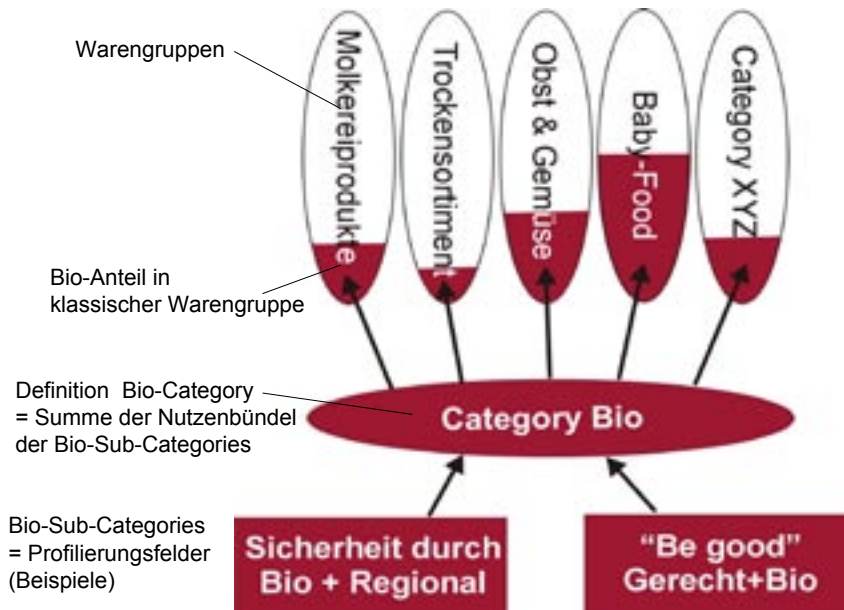 Warengruppen
Molkereiprodukte
Trockensortiment
Obst & Gemüse
Baby-Food
Category XYZ
Bio-Anteil in
klassischer Warengruppe
Definition Bio-Category
= Summe der Nutzenbündel
der Bio-Sub-Categories
Category Bio
Bio-Sub-Categories
= Profilierungsfelder
(Beispiele)
Sicherheit durch
Bio + Regional
"Be good"
Gerecht+Bio